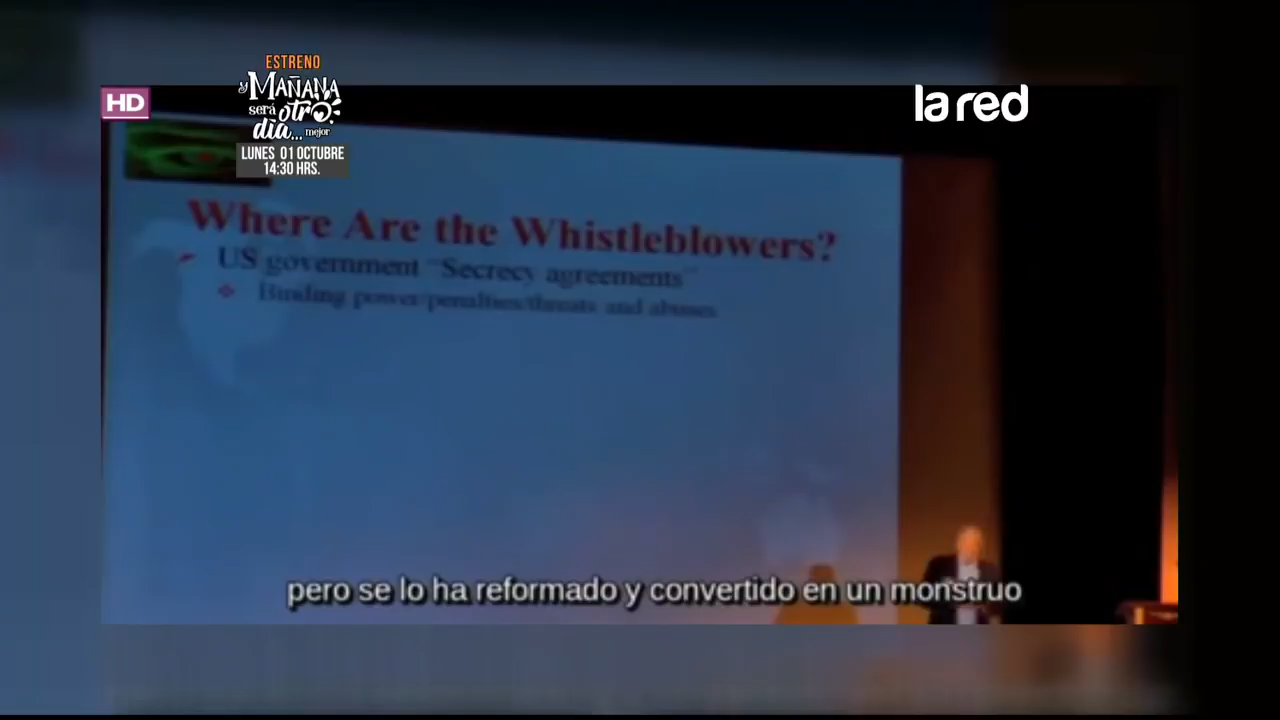 ESTRENO
y MAÑANA
será otro
día... mejor
LUNES 01 OCTUBRE
14:30 HRS.
HD
la red
Where Are the Whistleblowers?
US government "Secrecy agreements"
Binding power/penalties/threats and abuses
pero se lo ha reformado y convertido en un monstruo